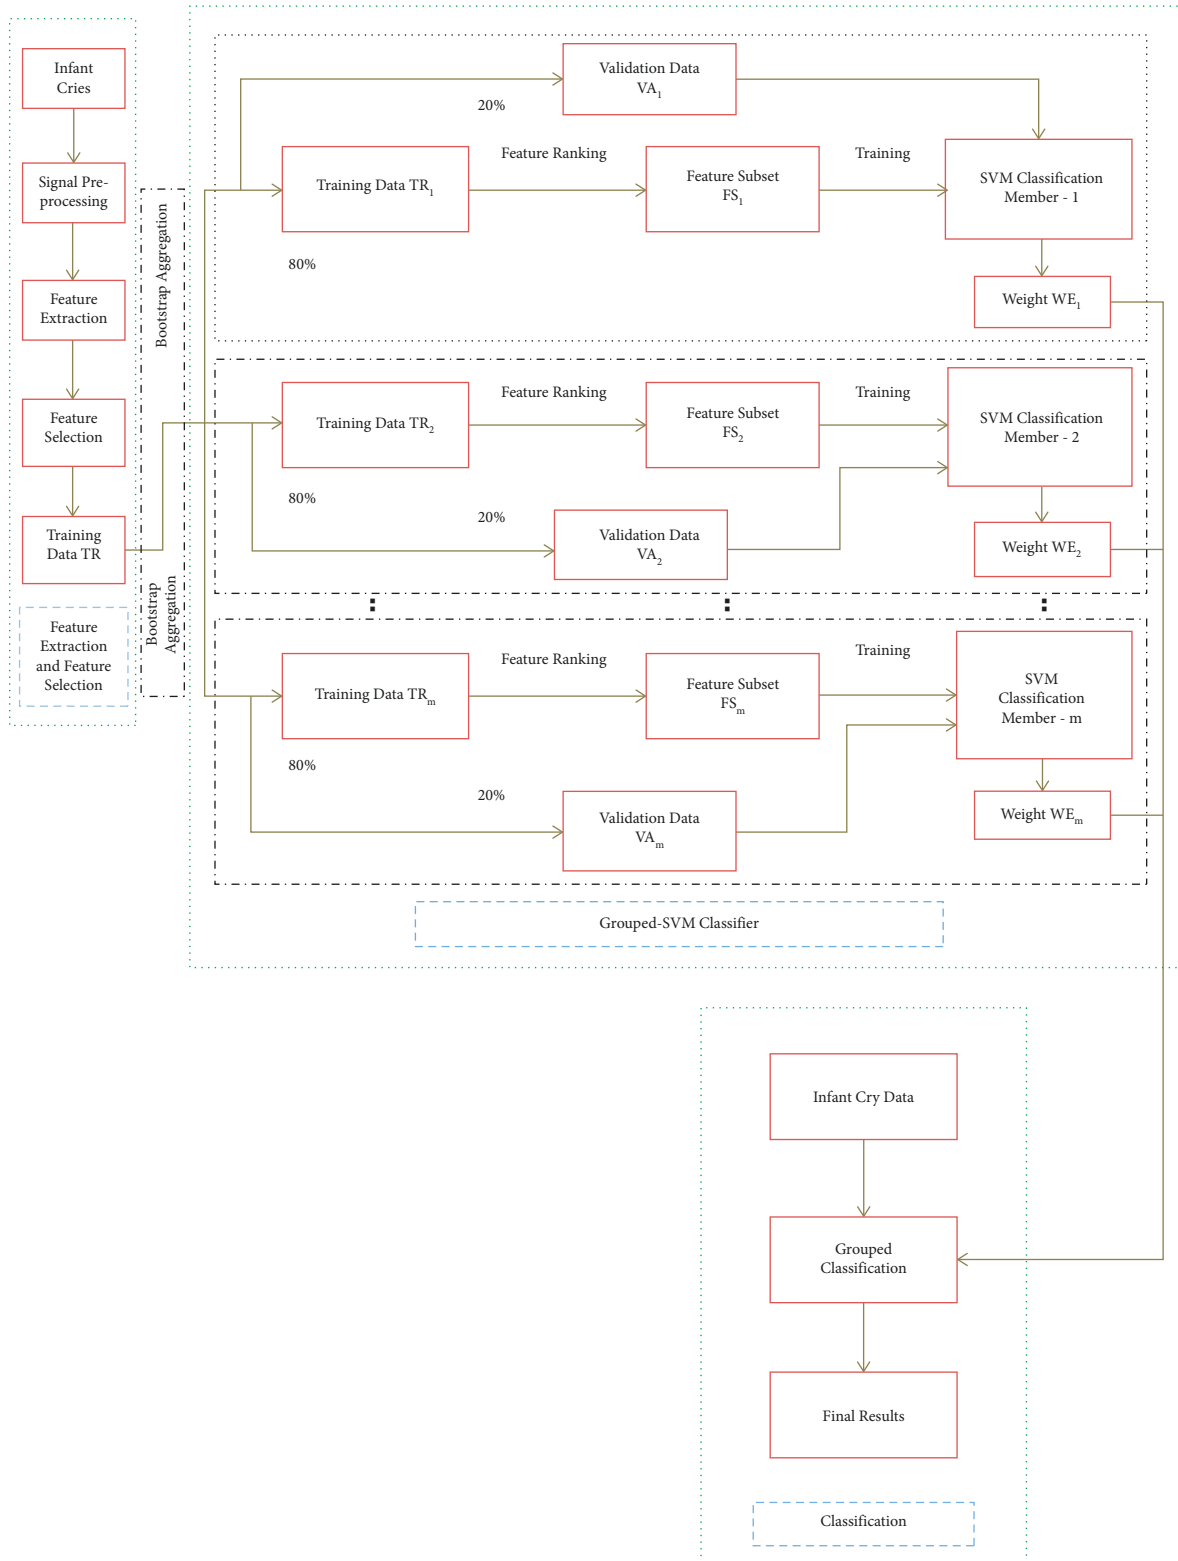 Infant
Cries
Signal Pre-
processing
Feature
Extraction
Feature
Selection
Training
Data TR
Feature
Extraction
and Feature
Selection
Bootstrap Aggregation
Bootstrap
Aggregation
Validation Data
VA1
20%
Training Data TR1
80%
Feature Ranking
Feature Subset
FS1
Training
SVM Classification
Member - 1
Weight WE1
Training Data TR2
80%
Feature Ranking
Feature Subset
FS2
Training
SVM Classification
Member - 2
20%
Validation Data
VA2
Weight WE2
Training Data TRm
80%
Feature Ranking
Feature Subset
FSm
Training
SVM
Classification
Member - m
20%
Validation Data
VAm
Weight WEm
Grouped-SVM Classifier
Infant Cry Data
Grouped
Classification
Final Results
Classification